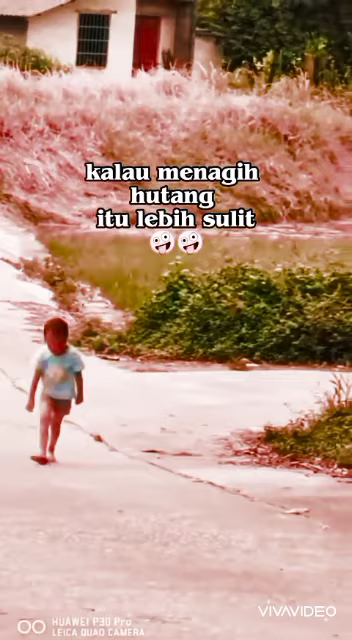 kalau menagih
hutang
itu lebih sulit
🤪🤪
HUAWEI P30 Pro
LEICA QUAD CAMERA
VIVAVIDEO